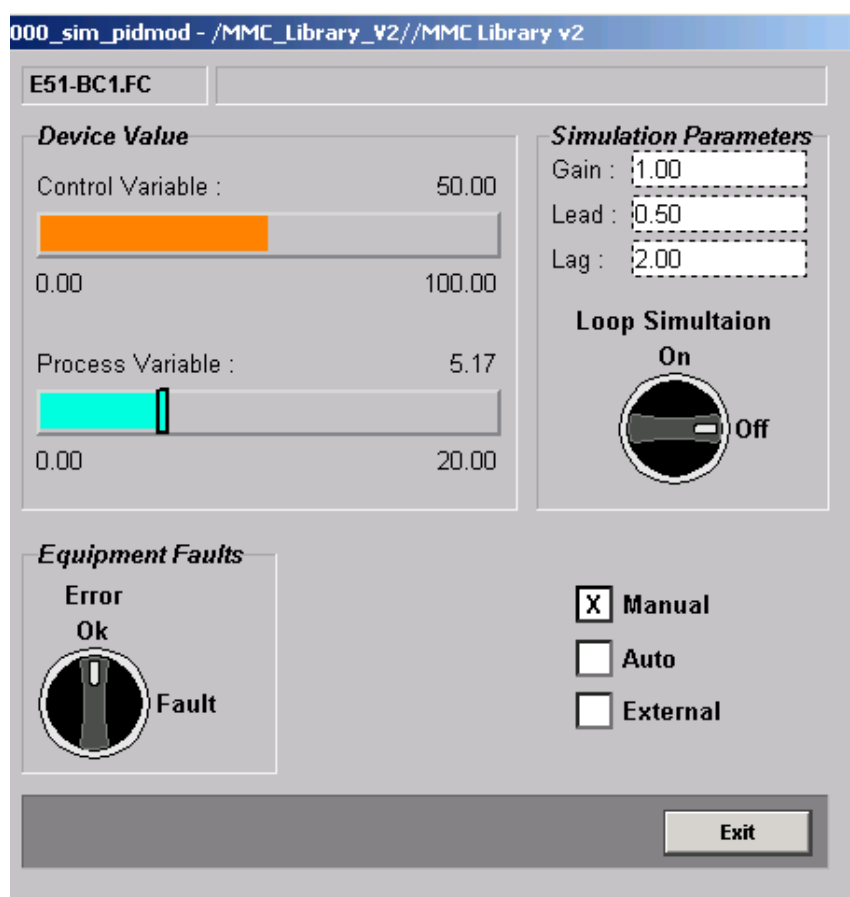 000_sim_pidmod - /MMC_Library_V2//MMC Library v2
E51-BC1.FC
Device Value
Control Variable : 50.00
0.00 100.00
Process Variable : 5.17
0.00 20.00
Simulation Parameters
Gain : 1.00
Lead : 0.50
Lag : 2.00
Loop Simultaion
On
Off
Equipment Faults
Error
Ok
Fault
X Manual
Auto
External
Exit